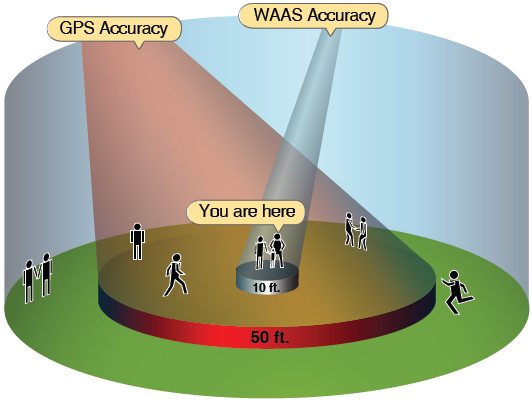 GPS Accuracy
WAAS Accuracy
You are here
10 ft.
50 ft.